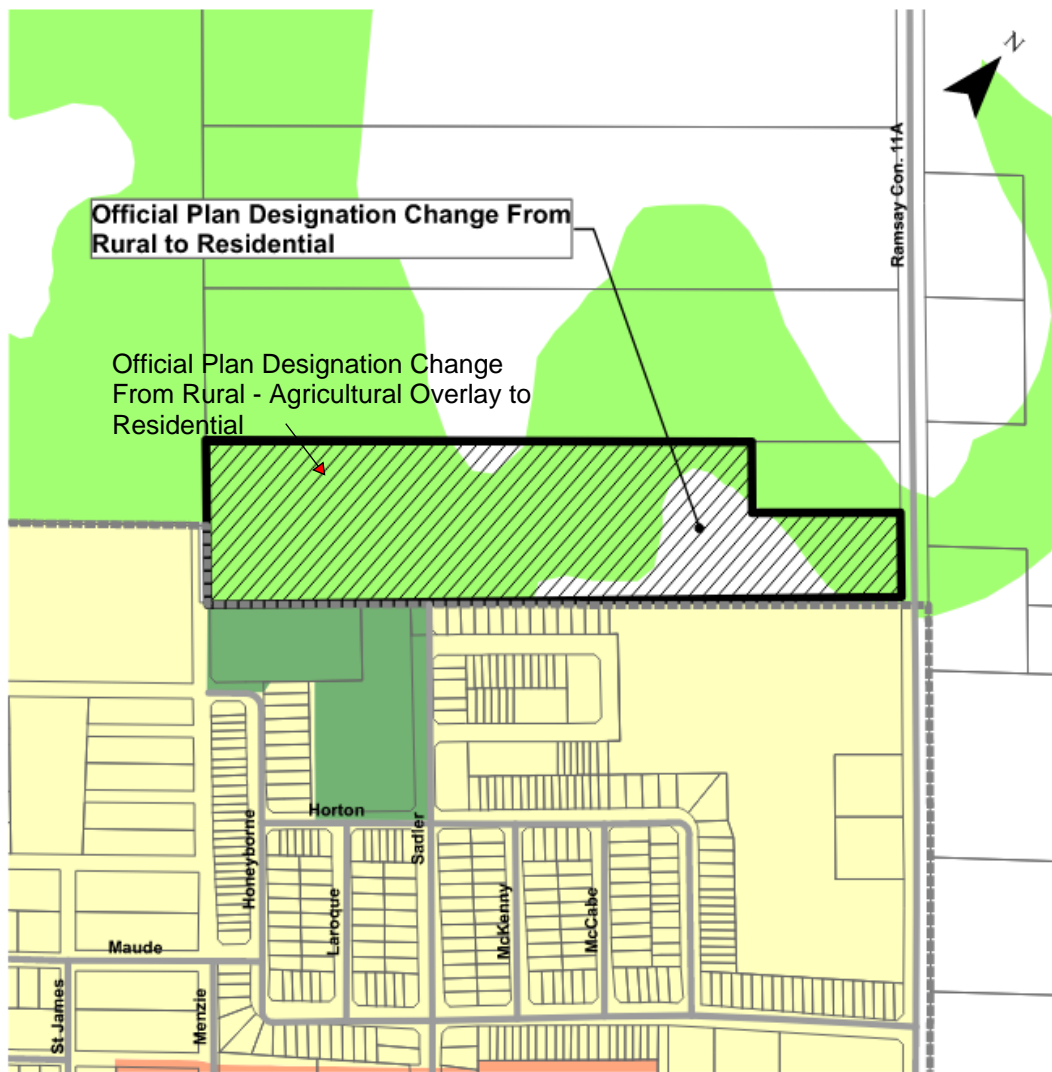 N
Ramsay Con. 11A
Official Plan Designation Change From
Rural to Residential
Official Plan Designation Change
From Rural - Agricultural Overlay to
Residential
Horton
Honeyborne
Sadler
Laroque
McKenny
McCabe
Maude
St James
Menzie